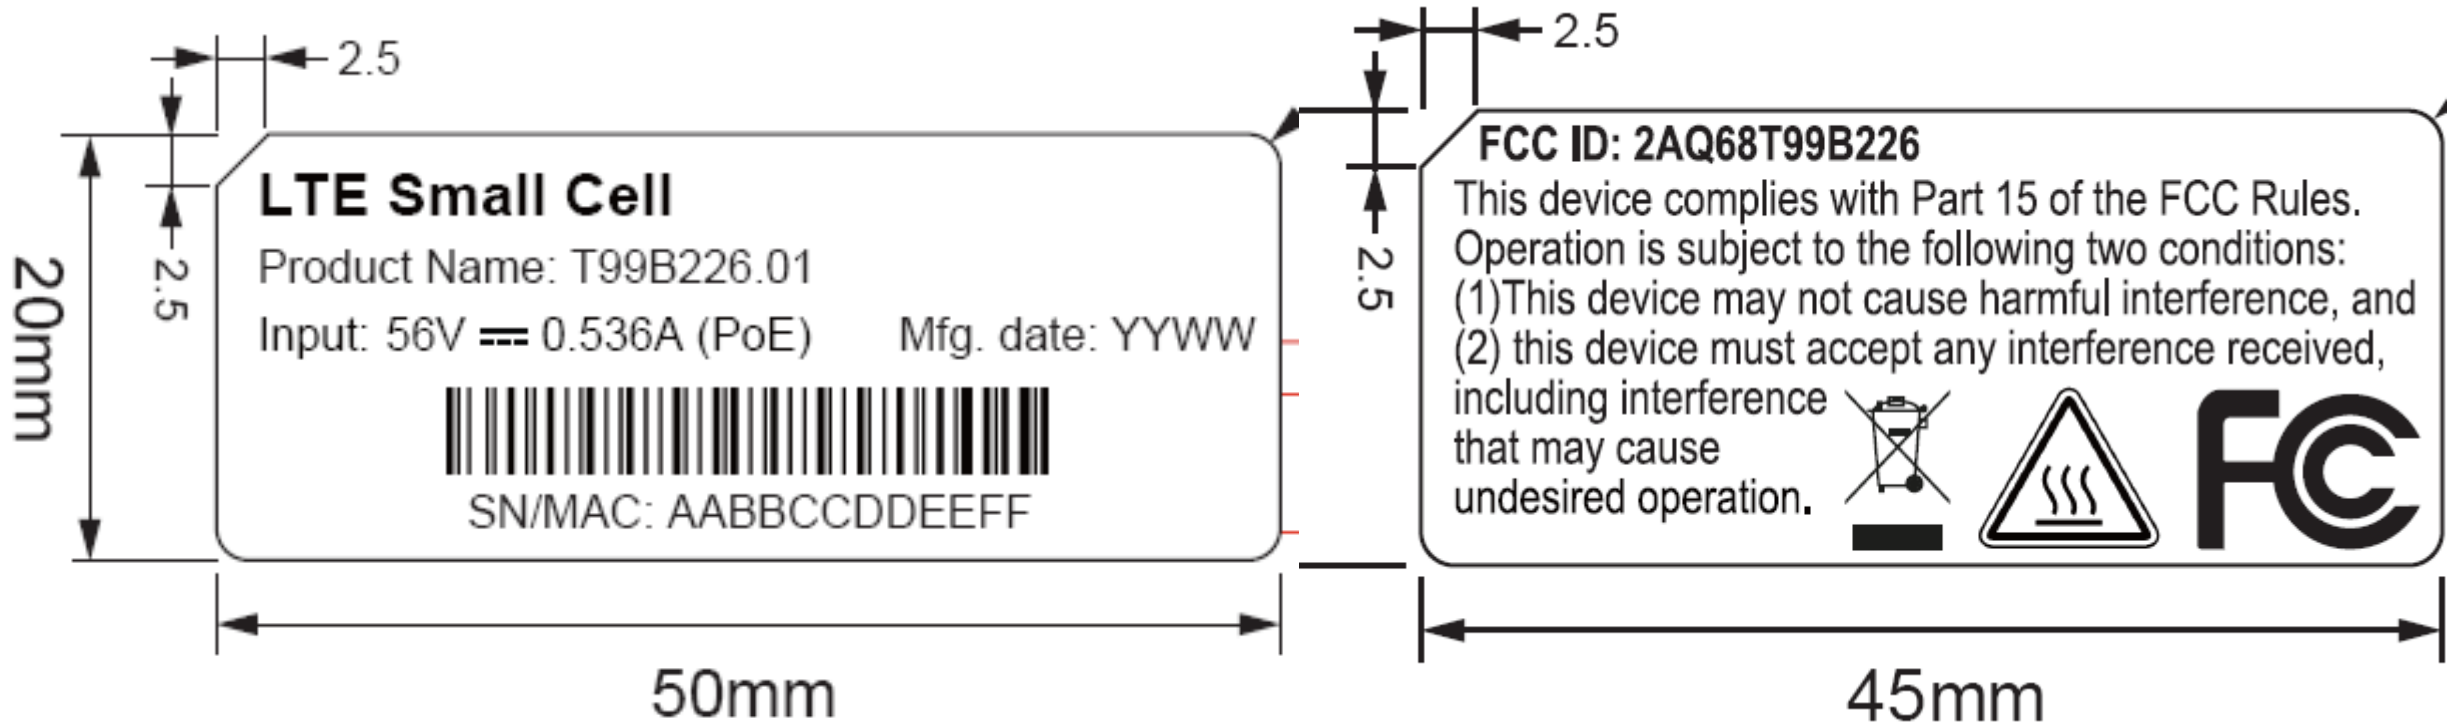 2.5
2.5
20mm
LTE Small Cell
Product Name: T99B226.01
Input: 56V 0.536A (PoE) Mfg. date: YYWW
SN/MAC: AABBCCDDEEFF
50mm
2.5
2.5
FCC ID: 2AQ68T99B226
This device complies with Part 15 of the FCC Rules.
Operation is subject to the following two conditions:
(1)This device may not cause harmful interference, and
(2) this device must accept any interference received,
including interference
that may cause
undesired operation.
FC
45mm